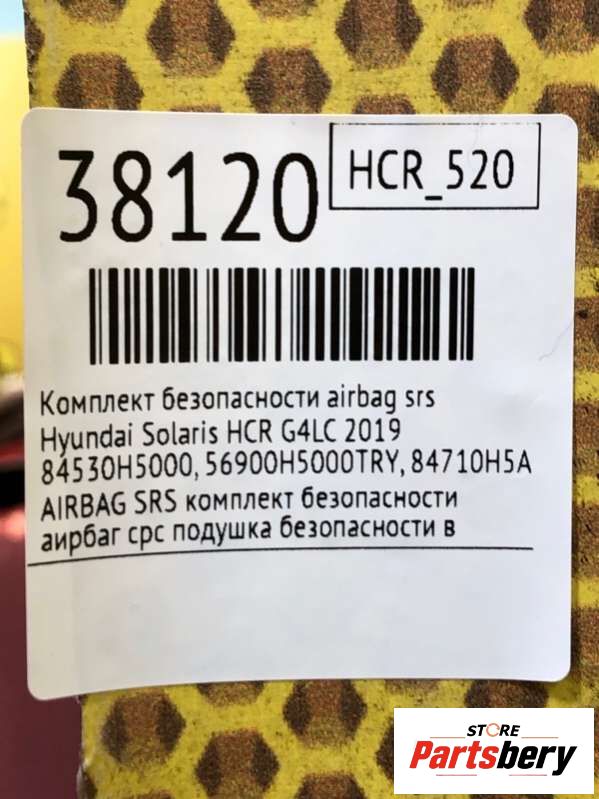 38120
HCR_520
Комплект безопасности airbag srs
Hyundai Solaris HCR G4LC 2019
84530H5000, 56900H5000TRY, 84710H5A
AIRBAG SRS комплект безопасности
аирбаг срс подушка безопасности в
STORE
Partsbery